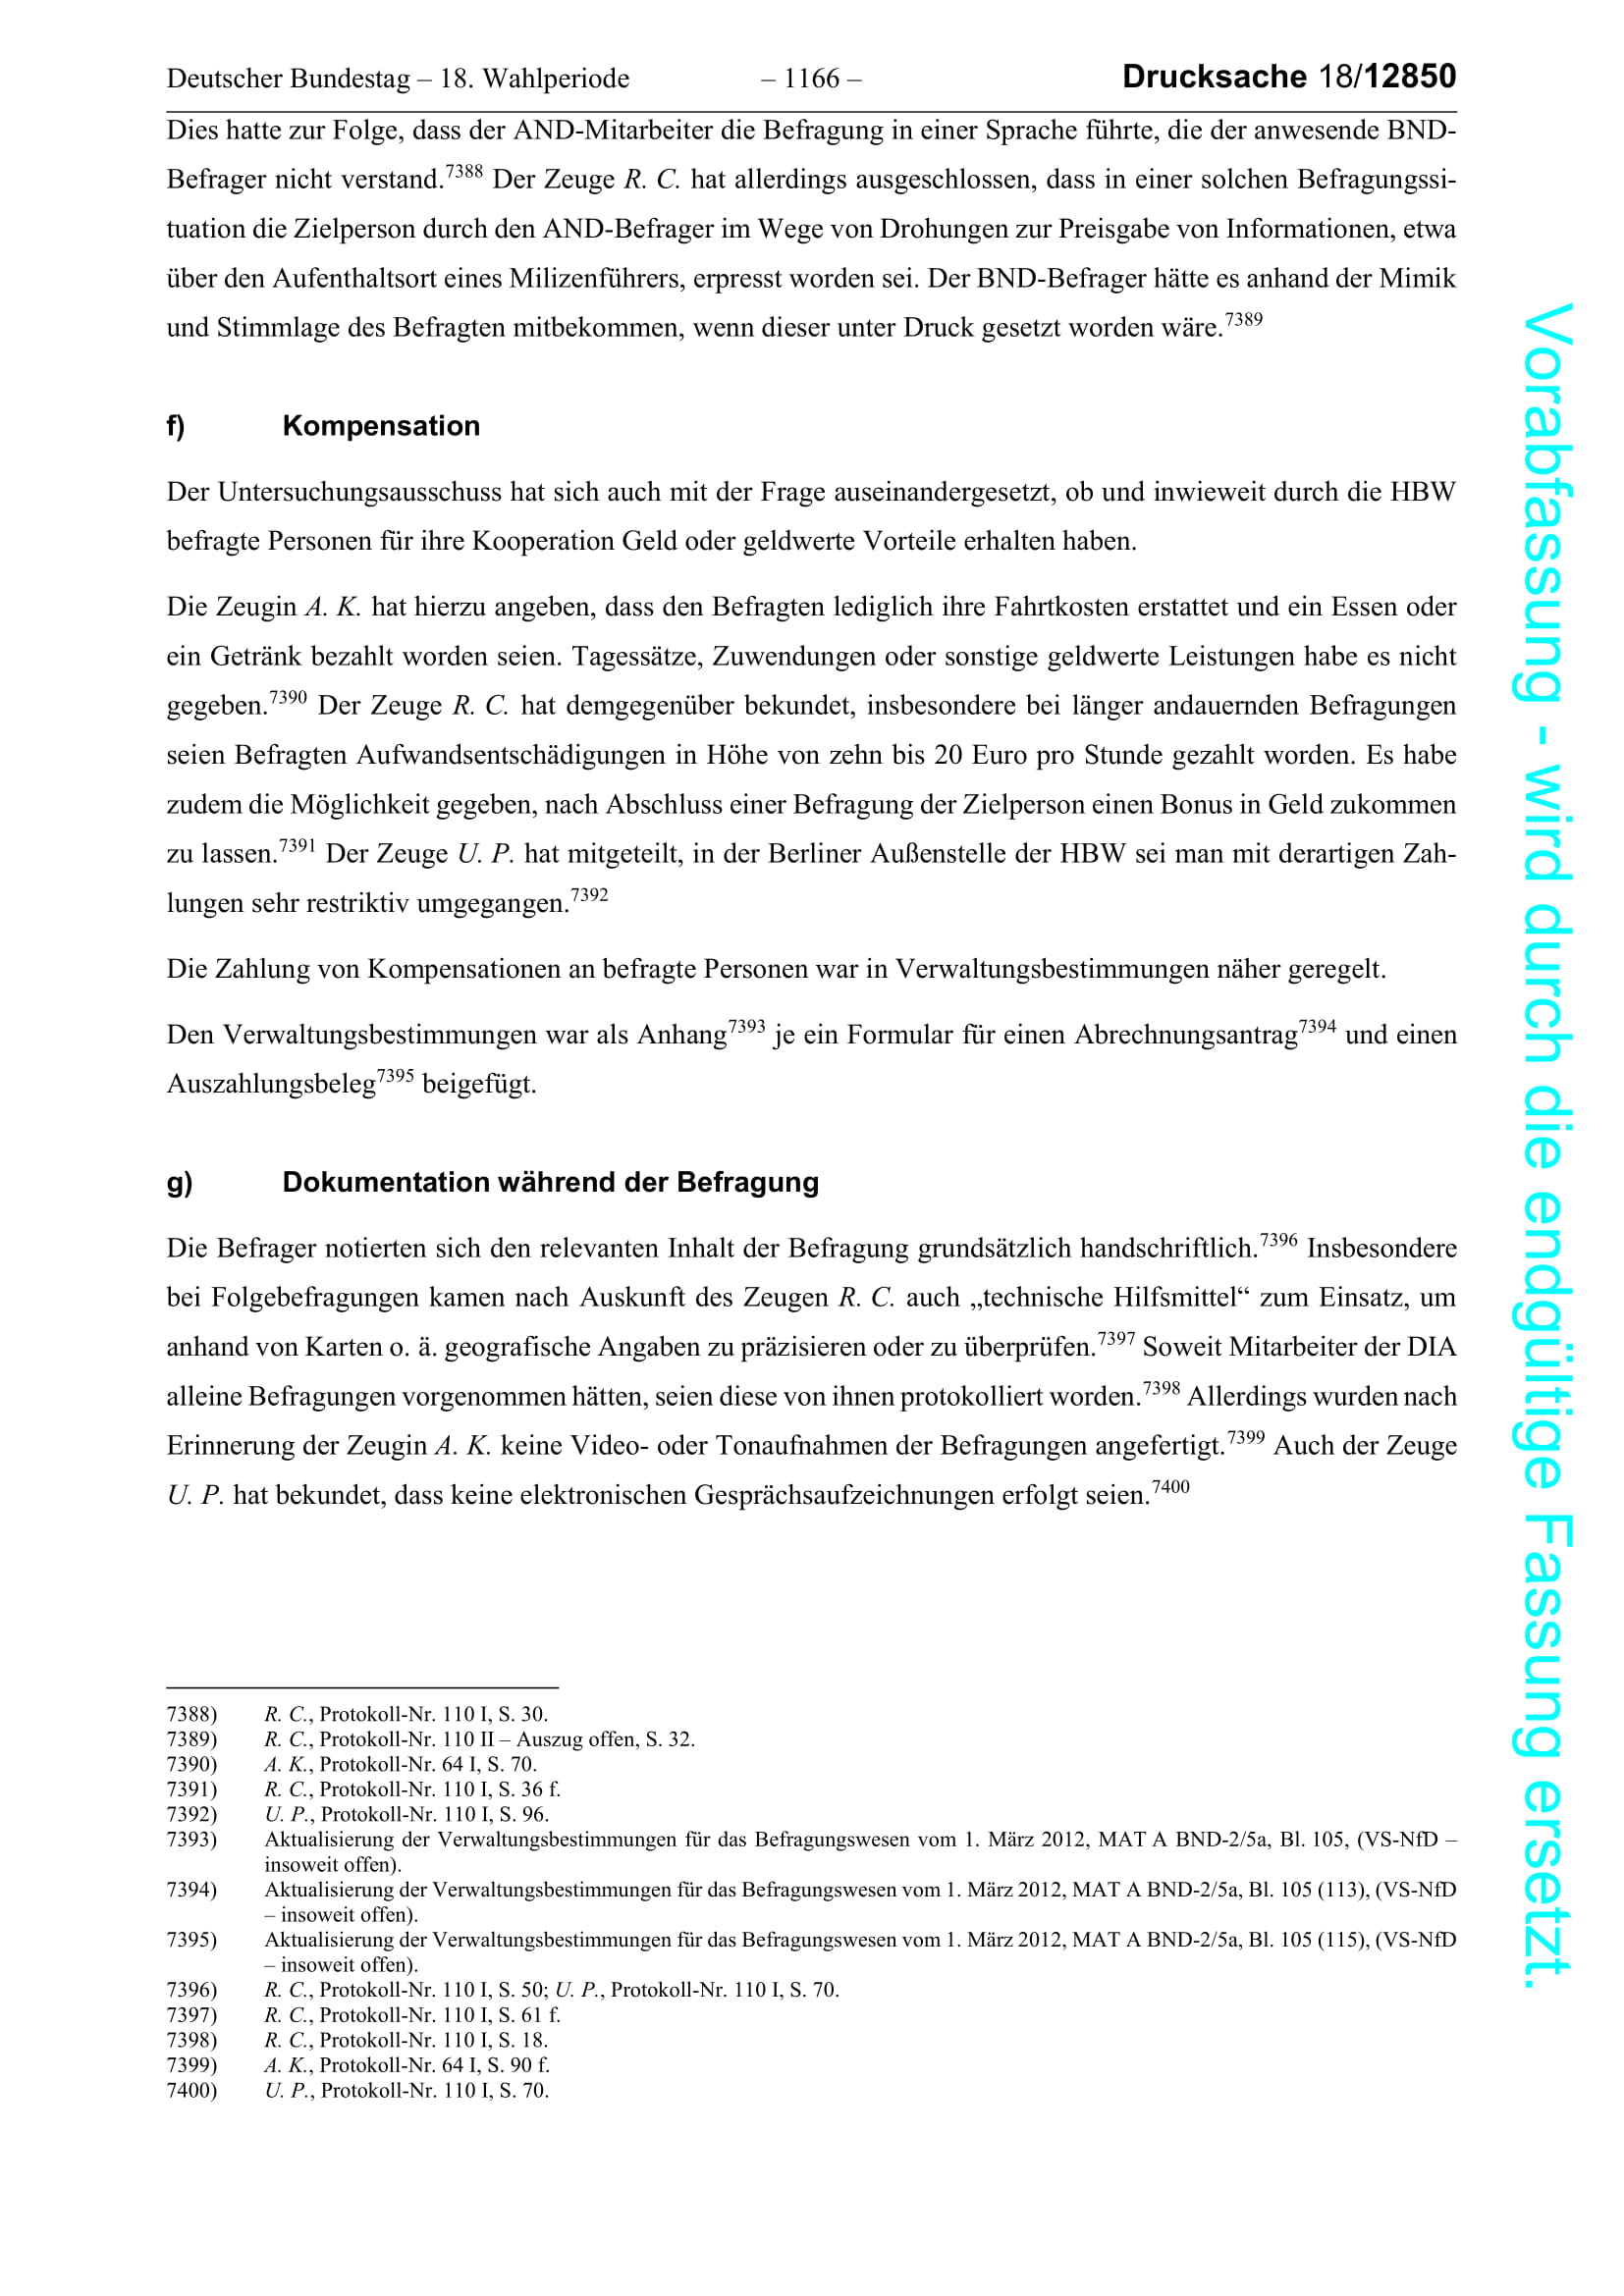 Deutscher Bundestag – 18. Wahlperiode – 1166 – Drucksache 18/12850
Dies hatte zur Folge, dass der AND-Mitarbeiter die Befragung in einer Sprache führte, die der anwesende BND-
Befrager nicht verstand.7388 Der Zeuge R. C. hat allerdings ausgeschlossen, dass in einer solchen Befragungssi-
tuation die Zielperson durch den AND-Befrager im Wege von Drohungen zur Preisgabe von Informationen, etwa
über den Aufenthaltsort eines Milizenführers, erpresst worden sei. Der BND-Befrager hätte es anhand der Mimik
und Stimmlage des Befragten mitbekommen, wenn dieser unter Druck gesetzt worden wäre.7389
f) Kompensation
Der Untersuchungsausschuss hat sich auch mit der Frage auseinandergesetzt, ob und inwieweit durch die HBW
befragte Personen für ihre Kooperation Geld oder geldwerte Vorteile erhalten haben.
Die Zeugin A. K. hat hierzu angeben, dass den Befragten lediglich ihre Fahrtkosten erstattet und ein Essen oder
ein Getränk bezahlt worden seien. Tagessätze, Zuwendungen oder sonstige geldwerte Leistungen habe es nicht
gegeben.7390 Der Zeuge R. C. hat demgegenüber bekundet, insbesondere bei länger andauernden Befragungen
seien Befragten Aufwandsentschädigungen in Höhe von zehn bis 20 Euro pro Stunde gezahlt worden. Es habe
zudem die Möglichkeit gegeben, nach Abschluss einer Befragung der Zielperson einen Bonus in Geld zukommen
zu lassen.7391 Der Zeuge U. P. hat mitgeteilt, in der Berliner Außenstelle der HBW sei man mit derartigen Zah-
lungen sehr restriktiv umgegangen.7392
Die Zahlung von Kompensationen an befragte Personen war in Verwaltungsbestimmungen näher geregelt.
Den Verwaltungsbestimmungen war als Anhang7393 je ein Formular für einen Abrechnungsantrag7394 und einen
Auszahlungsbeleg7395 beigefügt.
g) Dokumentation während der Befragung
Die Befrager notierten sich den relevanten Inhalt der Befragung grundsätzlich handschriftlich.7396 Insbesondere
bei Folgebefragungen kamen nach Auskunft des Zeugen R. C. auch „technische Hilfsmittel“ zum Einsatz, um
anhand von Karten o. ä. geografische Angaben zu präzisieren oder zu überprüfen.7397 Soweit Mitarbeiter der DIA
alleine Befragungen vorgenommen hätten, seien diese von ihnen protokolliert worden.7398 Allerdings wurden nach
Erinnerung der Zeugin A. K. keine Video- oder Tonaufnahmen der Befragungen angefertigt.7399 Auch der Zeuge
U. P. hat bekundet, dass keine elektronischen Gesprächsaufzeichnungen erfolgt seien.7400
7388) R. C., Protokoll-Nr. 110 I, S. 30.
7389) R. C., Protokoll-Nr. 110 II – Auszug offen, S. 32.
7390) A. K., Protokoll-Nr. 64 I, S. 70.
7391) R. C., Protokoll-Nr. 110 I, S. 36 f.
7392) U. P., Protokoll-Nr. 110 I, S. 96.
7393) Aktualisierung der Verwaltungsbestimmungen für das Befragungswesen vom 1. März 2012, MAT A BND-2/5a, Bl. 105, (VS-NfD –
insoweit offen).
7394) Aktualisierung der Verwaltungsbestimmungen für das Befragungswesen vom 1. März 2012, MAT A BND-2/5a, Bl. 105 (113), (VS-NfD
– insoweit offen).
7395) Aktualisierung der Verwaltungsbestimmungen für das Befragungswesen vom 1. März 2012, MAT A BND-2/5a, Bl. 105 (115), (VS-NfD
– insoweit offen).
7396) R. C., Protokoll-Nr. 110 I, S. 50; U. P., Protokoll-Nr. 110 I, S. 70.
7397) R. C., Protokoll-Nr. 110 I, S. 61 f.
7398) R. C., Protokoll-Nr. 110 I, S. 18.
7399) A. K., Protokoll-Nr. 64 I, S. 90 f.
7400) U. P., Protokoll-Nr. 110 I, S. 70.
Vorabfassung - wird durch die endgültige Fassung ersetzt.